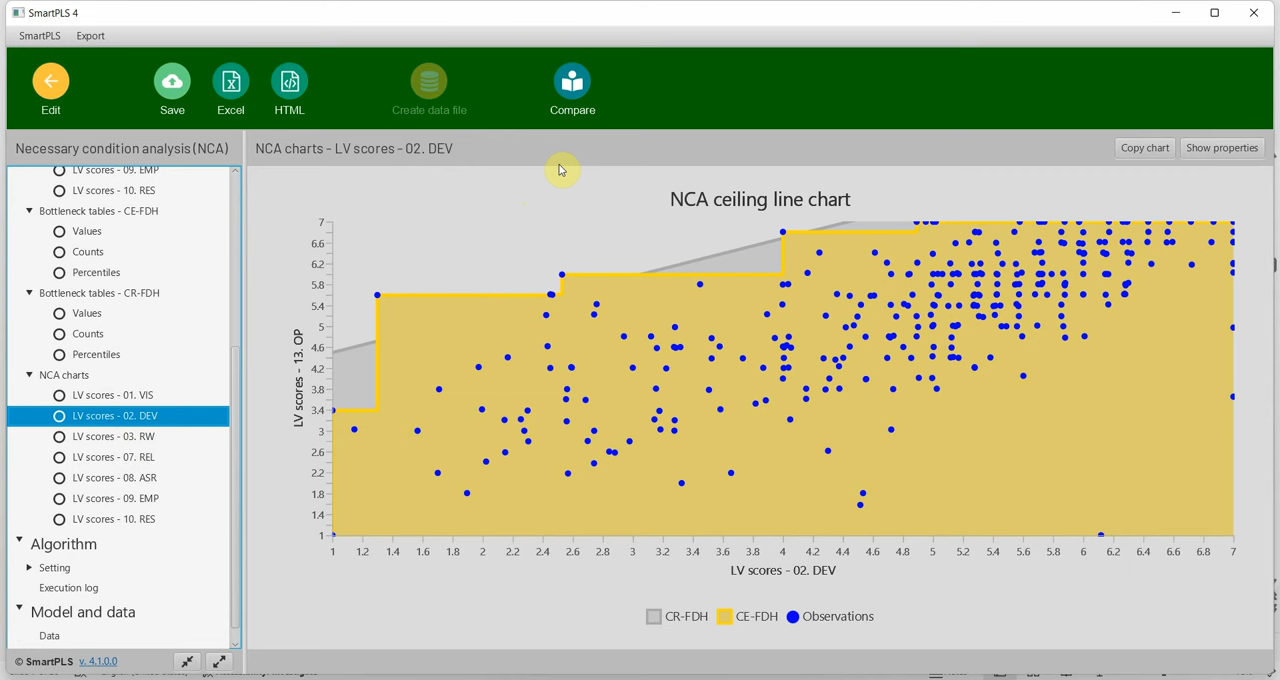 SmartPLS 4
SmartPLS Export
Edit Save Excel HTML Create data file Compare
Necessary condition analysis (NCA)
NCA charts - LV scores - 02. DEV
Copy chart Show properties
LV scores - 09. EMP
LV scores - 10. RES
Bottleneck tables - CE-FDH
Values
Counts
Percentiles
Bottleneck tables - CR-FDH
Values
Counts
Percentiles
NCA charts
LV scores - 01. VIS
LV scores - 02. DEV
LV scores - 03. RW
LV scores - 07. REL
LV scores - 08. ASR
LV scores - 09. EMP
LV scores - 10. RES
Algorithm
Setting
Execution log
Model and data
Data
© SmartPLS v. 4.1.0.0
NCA ceiling line chart
7
6.6
6.2
5.8
5.4
5
4.6
4.2
3.8
3.4
3
2.6
2.2
1.8
1.4
1
LV scores - 13. OP
1 1.2 1.4 1.6 1.8 2 2.2 2.4 2.6 2.8 3 3.2 3.4 3.6 3.8 4 4.2 4.4 4.6 4.8 5 5.2 5.4 5.6 5.8 6 6.2 6.4 6.6 6.8 7
LV scores - 02. DEV
CR-FDH CE-FDH Observations